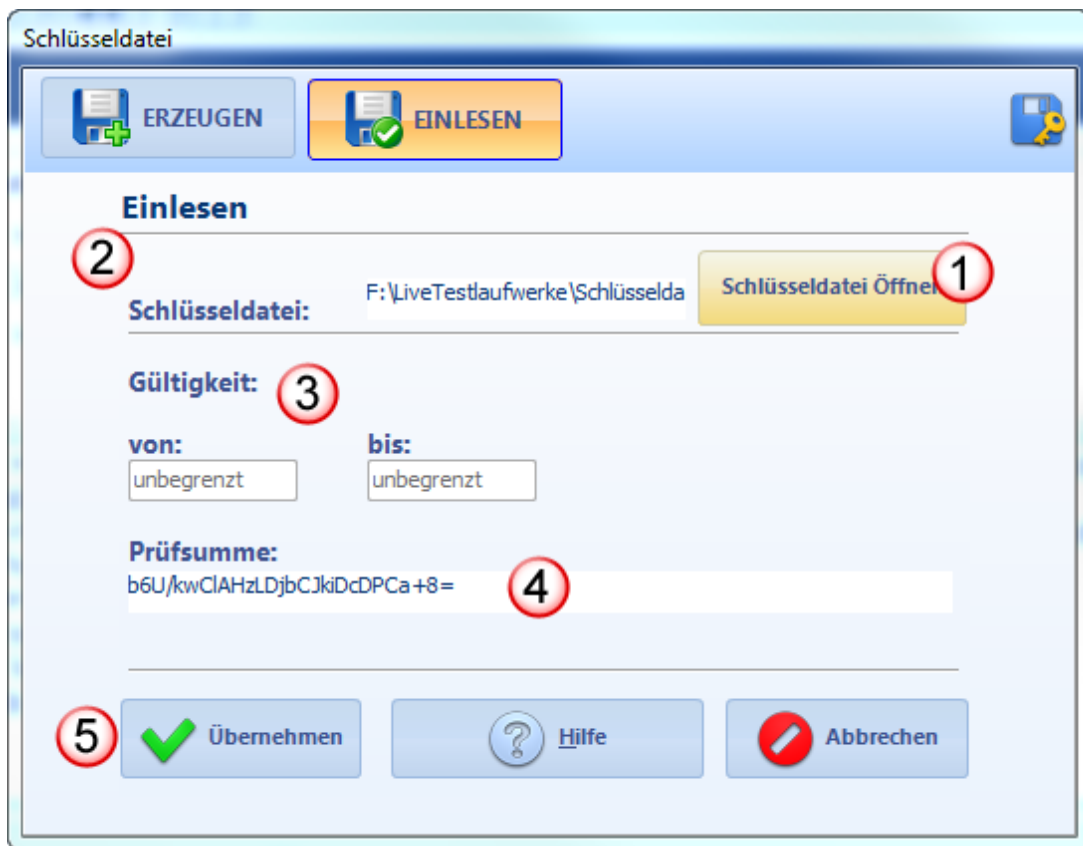 Schlüsseldatei
ERZEUGEN
EINLESEN
Einlesen
2
1
F:\LiveTestlaufwerke\Schlüsselda
Schlüsseldatei Öffnen
Schlüsseldatei:
Gültigkeit:
3
von:
bis:
unbegrenzt
unbegrenzt
Prüfsumme:
b6U/kwClAHzLDjbCJkiDcDPCa+8=
4
5
Übernehmen
Hilfe
Abbrechen